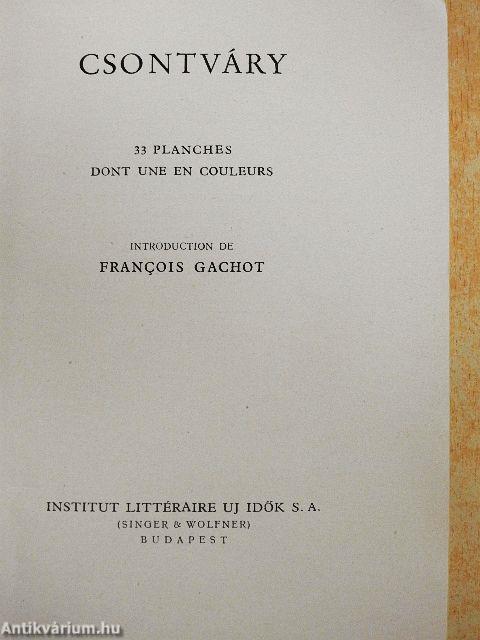 CSONTVÁRY
33 PLANCHES
DONT UNE EN COULEURS
INTRODUCTION DE
FRANÇOIS GACHOT
INSTITUT LITTÉRAIRE UJ IDŐK S. A.
(SINGER & WOLFNER)
BUDAPEST
Antikvárium.hu